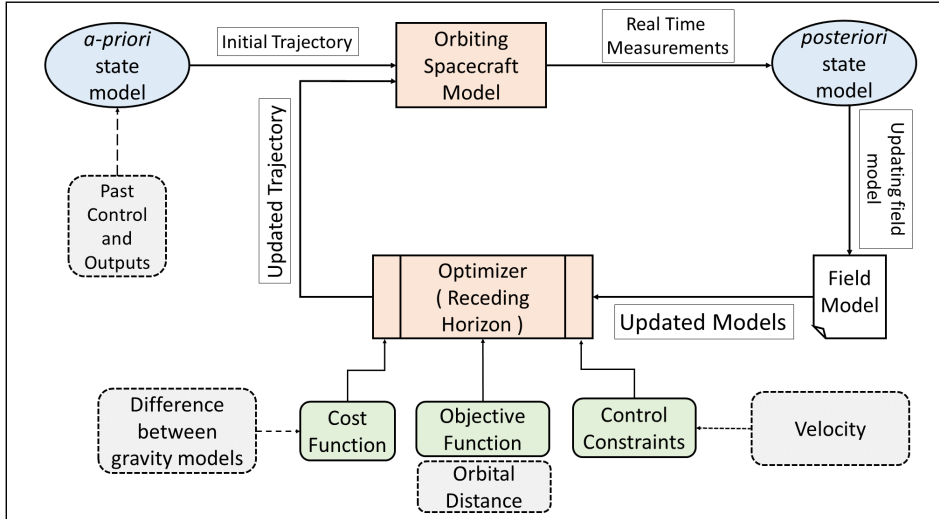 a-priori
state
model
Initial Trajectory
Orbiting
Spacecraft
Model
Real Time
Measurements
posteriori
state
model
Past
Control
and
Outputs
Updated Trajectory
Updating field
model
Optimizer
( Receding
Horizon )
Updated Models
Field
Model
Difference
between
gravity models
Cost
Function
Objective
Function
Control
Constraints
Velocity
Orbital
Distance